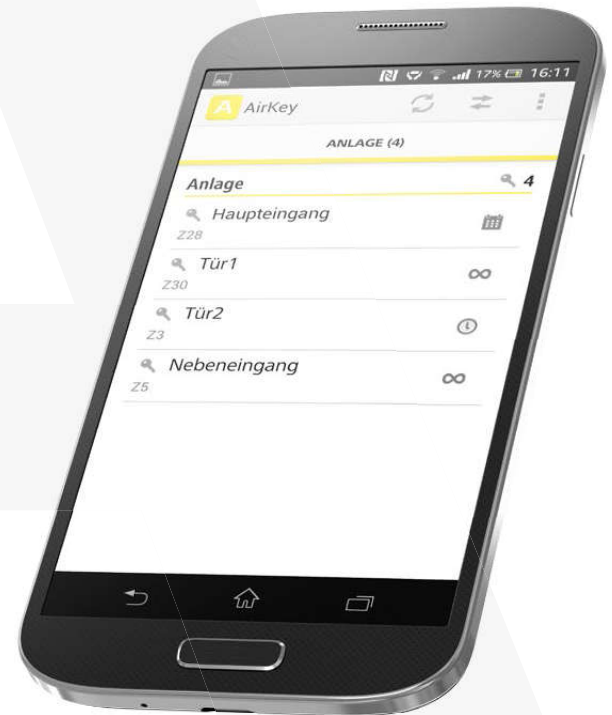 17% 16:11
A AirKey
ANLAGE (4)
Anlage 4
Haupteingang
Z28
Tür1
Z30
Tür2
Z3
Nebeneingang
Z5